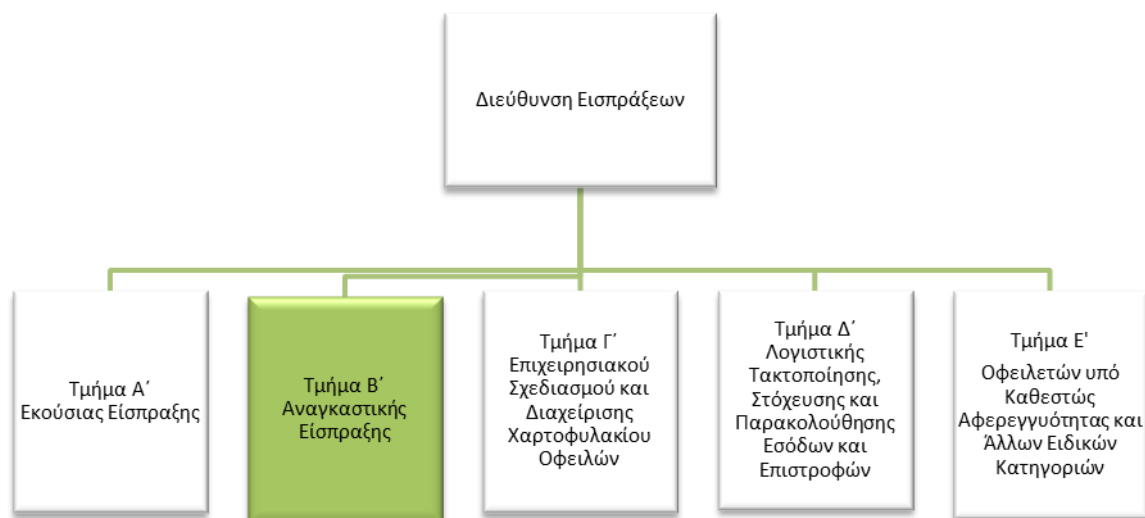 Διεύθυνση Εισπράξεων
Τμήμα Α΄
Εκούσιας Είσπραξης
Τμήμα Β΄
Αναγκαστικής
Είσπραξης
Τμήμα Γ΄
Επιχειρησιακού
Σχεδιασμού και
Διαχείρισης
Χαρτοφυλακίου
Οφειλών
Τμήμα Δ΄
Λογιστικής
Τακτοποίησης,
Στόχευσης και
Παρακολούθησης
Εσόδων και
Επιστροφών
Τμήμα Ε'
Οφειλετών υπό
Καθεστώς
Αφερεγγυότητας και
Άλλων Ειδικών
Κατηγοριών